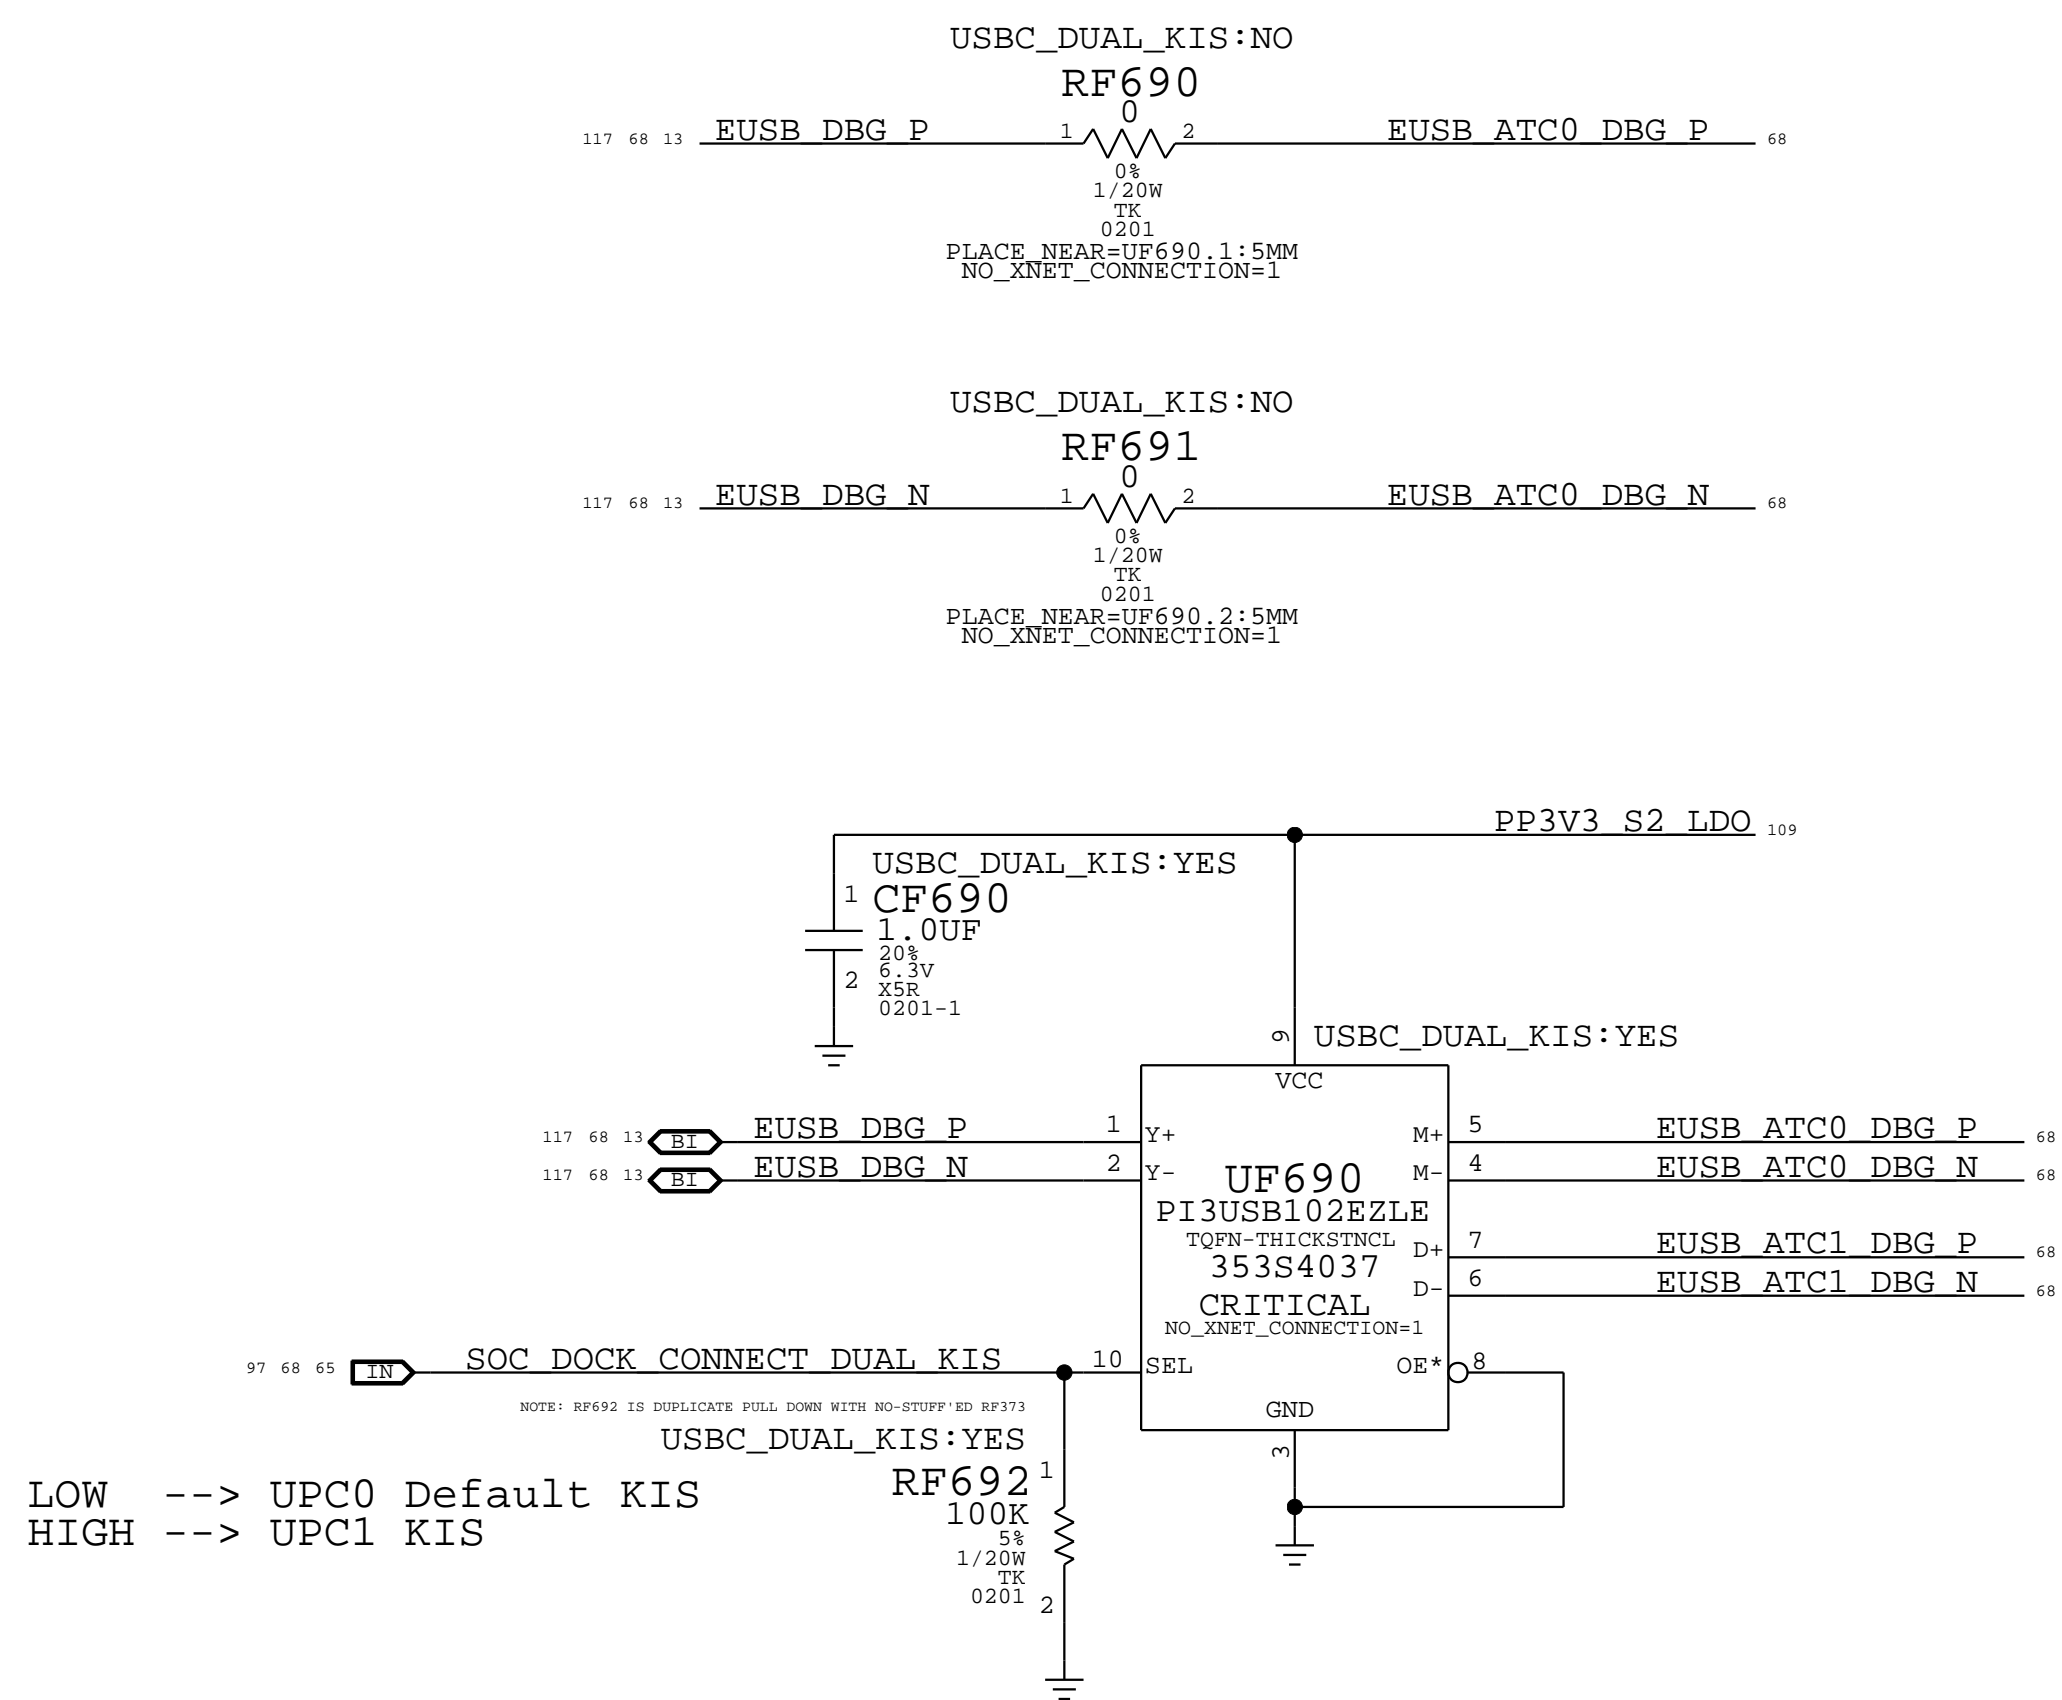 USBC_DUAL_KIS:NO
RF690
0
117 68 13 EUSB_DBG_P 1 2 EUSB_ATC0_DBG_P 68
0%
1/20W
TK
0201
PLACE_NEAR=UF690.1:5MM
NO_XNET_CONNECTION=1
USBC_DUAL_KIS:NO
RF691
0
117 68 13 EUSB_DBG_N 1 2 EUSB_ATC0_DBG_N 68
0%
1/20W
TK
0201
PLACE_NEAR=UF690.2:5MM
NO_XNET_CONNECTION=1
PP3V3_S2_LDO 109
USBC_DUAL_KIS:YES
1 CF690
1.0UF
20%
6.3V
2 X5R
0201-1
9 USBC_DUAL_KIS:YES
VCC
117 68 13 BI EUSB_DBG_P 1 Y+ M+ 5 EUSB_ATC0_DBG_P 68
117 68 13 BI EUSB_DBG_N 2 Y- M- 4 EUSB_ATC0_DBG_N 68
UF690
PI3USB102EZLE
TQFN-THICKSTNCL
D+ 7 EUSB_ATC1_DBG_P 68
353S4037
D- 6 EUSB_ATC1_DBG_N 68
CRITICAL
NO_XNET_CONNECTION=1
97 68 65 IN SOC_DOCK_CONNECT_DUAL_KIS 10 SEL OE* 8
NOTE: RF692 IS DUPLICATE PULL DOWN WITH NO-STUFF'ED RF373
GND
3
USBC_DUAL_KIS:YES
RF692 1
100K
5%
1/20W
TK
0201 2
LOW --> UPC0 Default KIS
HIGH --> UPC1 KIS